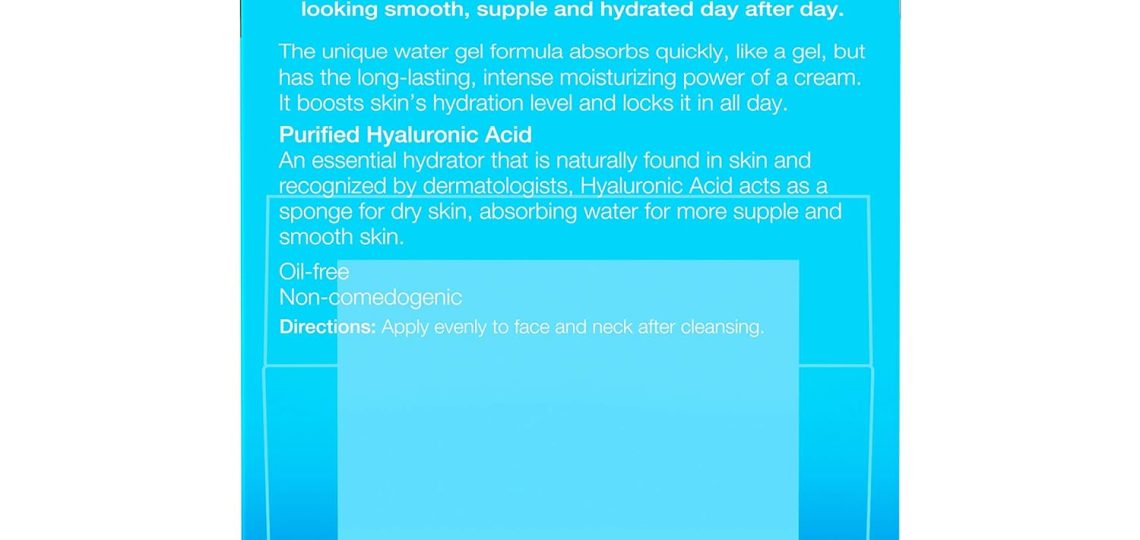 looking smooth, supple and hydrated day after day.
The unique water gel formula absorbs quickly, like a gel, but
has the long-lasting, intense moisturizing power of a cream.
It boosts skin’s hydration level and locks it in all day.
Purified Hyaluronic Acid
An essential hydrator that is naturally found in skin and
recognized by dermatologists, Hyaluronic Acid acts as a
sponge for dry skin, absorbing water for more supple and
smooth skin.
Oil-free
Non-comedogenic
Directions: Apply evenly to face and neck after cleansing.